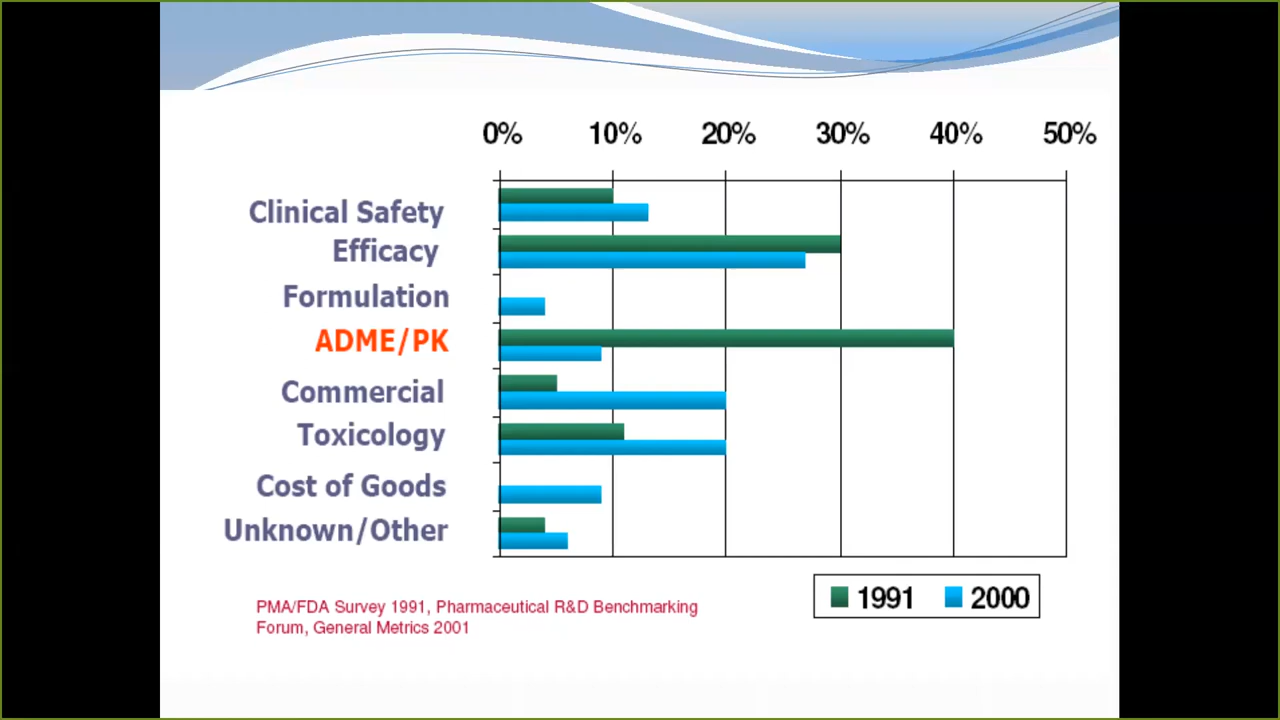 0% 10% 20% 30% 40% 50%
Clinical Safety
Efficacy
Formulation
ADME/PK
Commercial
Toxicology
Cost of Goods
Unknown/Other
1991 2000
PMA/FDA Survey 1991, Pharmaceutical R&D Benchmarking
Forum, General Metrics 2001